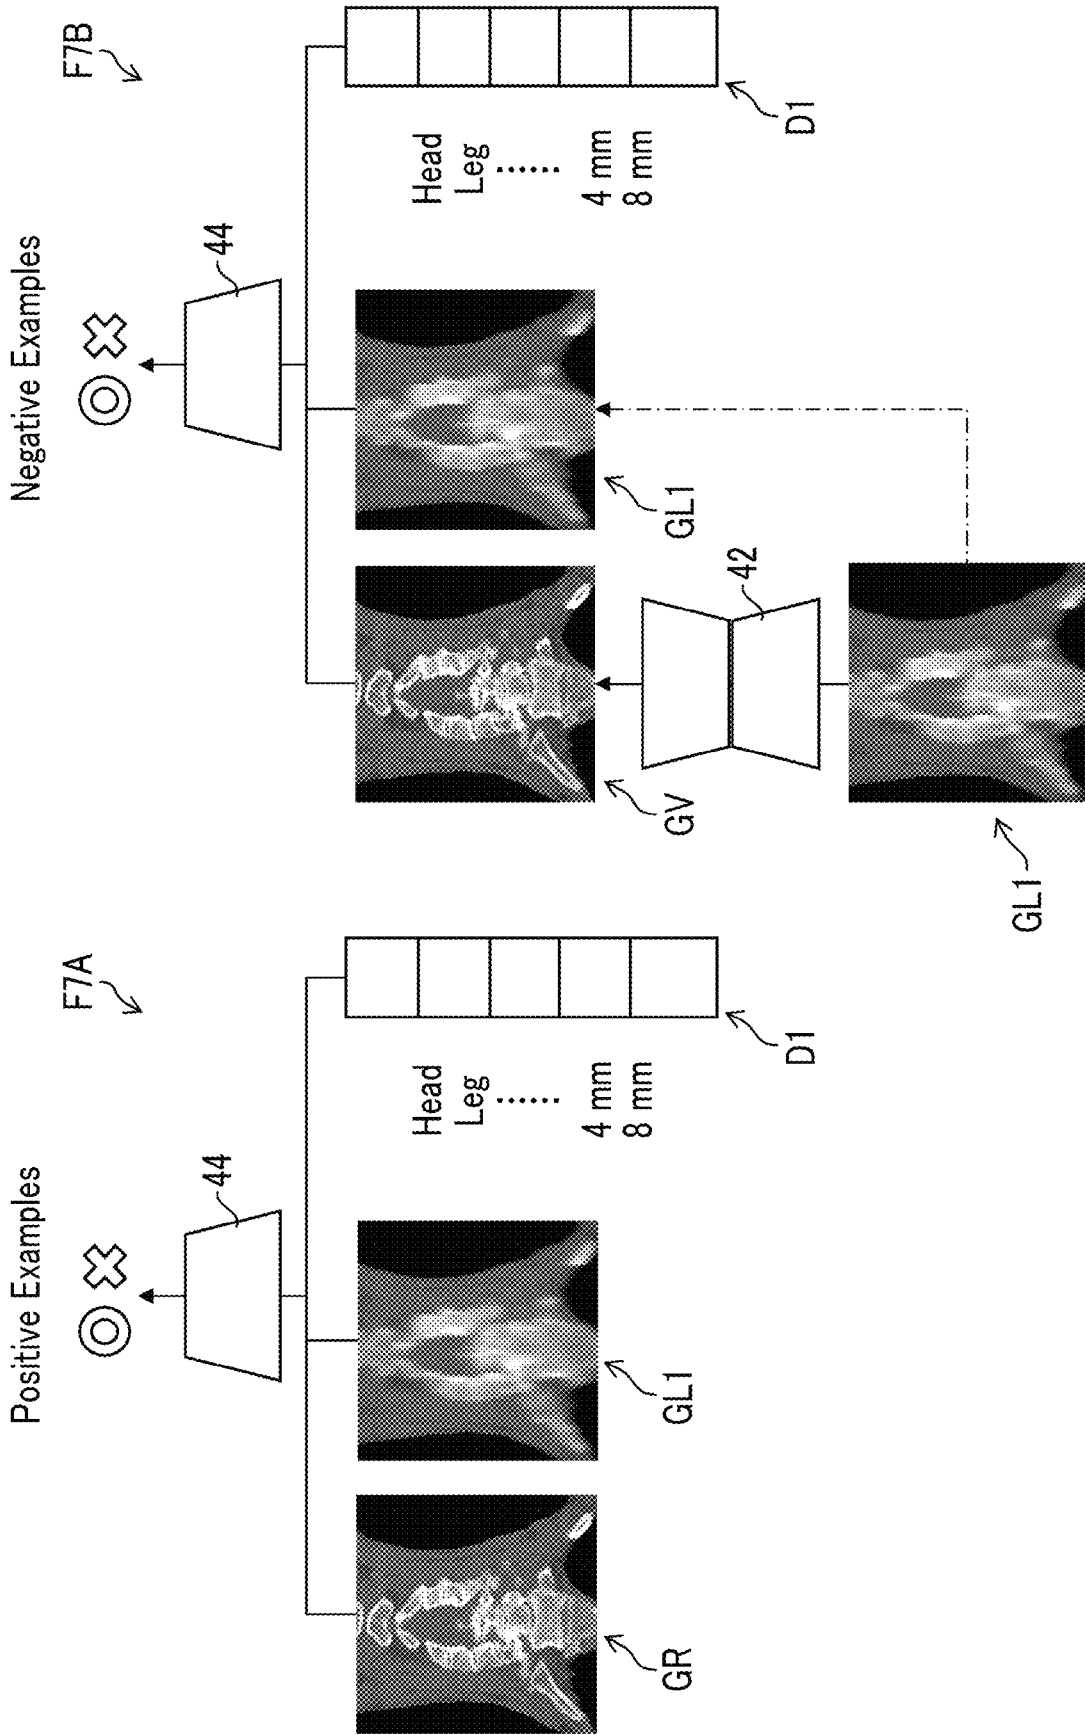 Positive Examples
F7A
44
Head
Leg
......
4 mm
8 mm
D1
GL1
GR
Negative Examples
F7B
44
Head
Leg
......
4 mm
8 mm
D1
GL1
GV
42
GL1